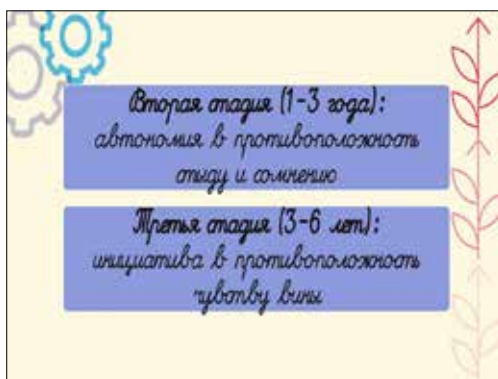 Вторая стадия (1-3 года):
автономия в противоположность
стыду и сомнению
Третья стадия (3-6 лет):
инициатива в противоположность
чувству вины